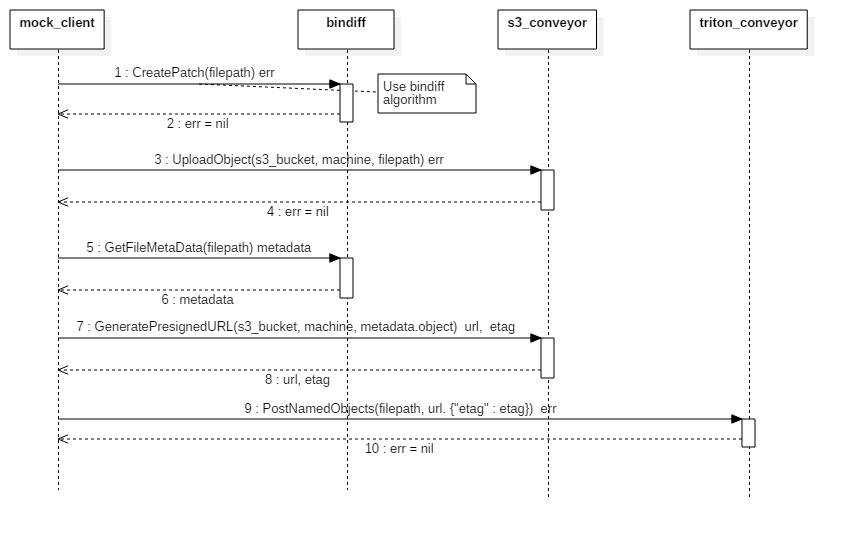 mock_client
bindiff
s3_conveyor
triton_conveyor
1 : CreatePatch(filepath) err
Use bindiff
algorithm
2 : err = nil
3 : UploadObject(s3_bucket, machine, filepath) err
4 : err = nil
5 : GetFileMetaData(filepath) metadata
6 : metadata
7 : GeneratePresignedURL(s3_bucket, machine, metadata.object)  url,  etag
8 : url, etag
9 : PostNamedObjects(filepath, url. {"etag" : etag})  err
10 : err = nil